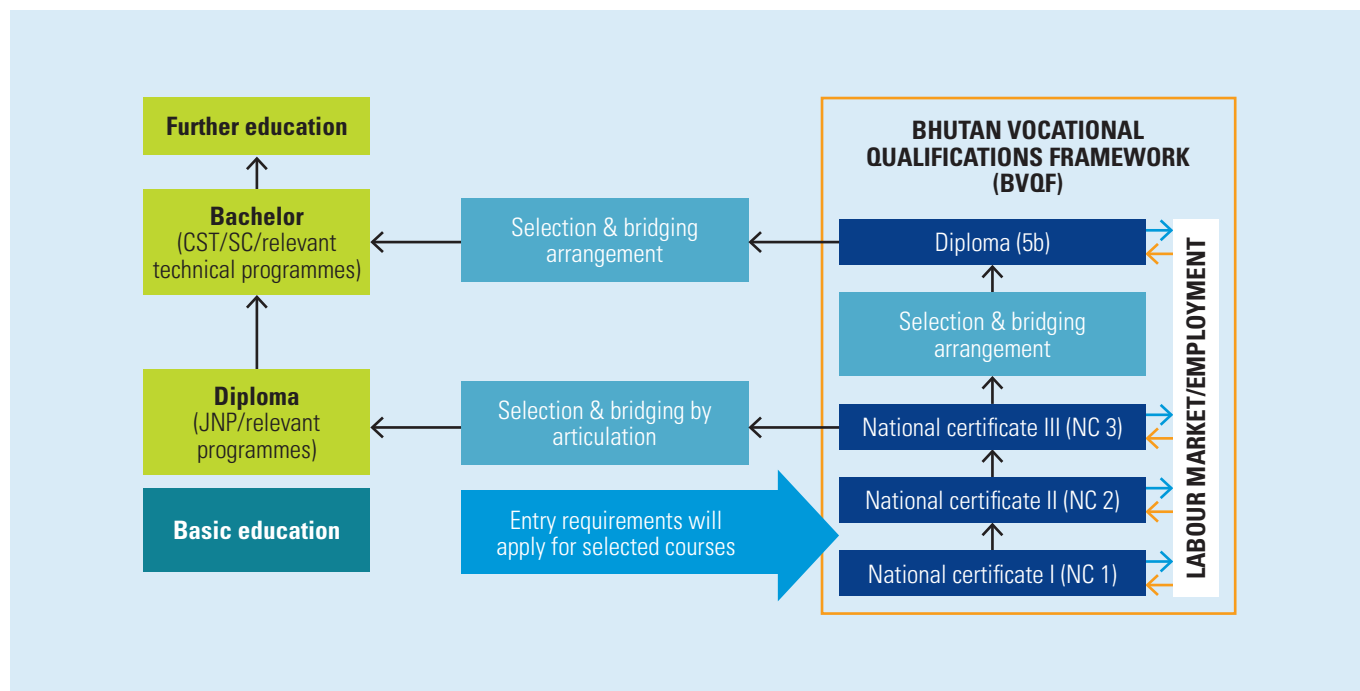 Further education
Bachelor
(CST/SC/relevant
technical programmes)
Diploma
(JNP/relevant
programmes)
Basic education
Selection & bridging
arrangement
Selection & bridging by
articulation
Entry requirements will
apply for selected courses
BHUTAN VOCATIONAL
QUALIFICATIONS FRAMEWORK
(BVQF)
Diploma (5b)
Selection & bridging
arrangement
National certificate III (NC 3)
National certificate II (NC 2)
National certificate I (NC 1)
LABOUR MARKET/EMPLOYMENT